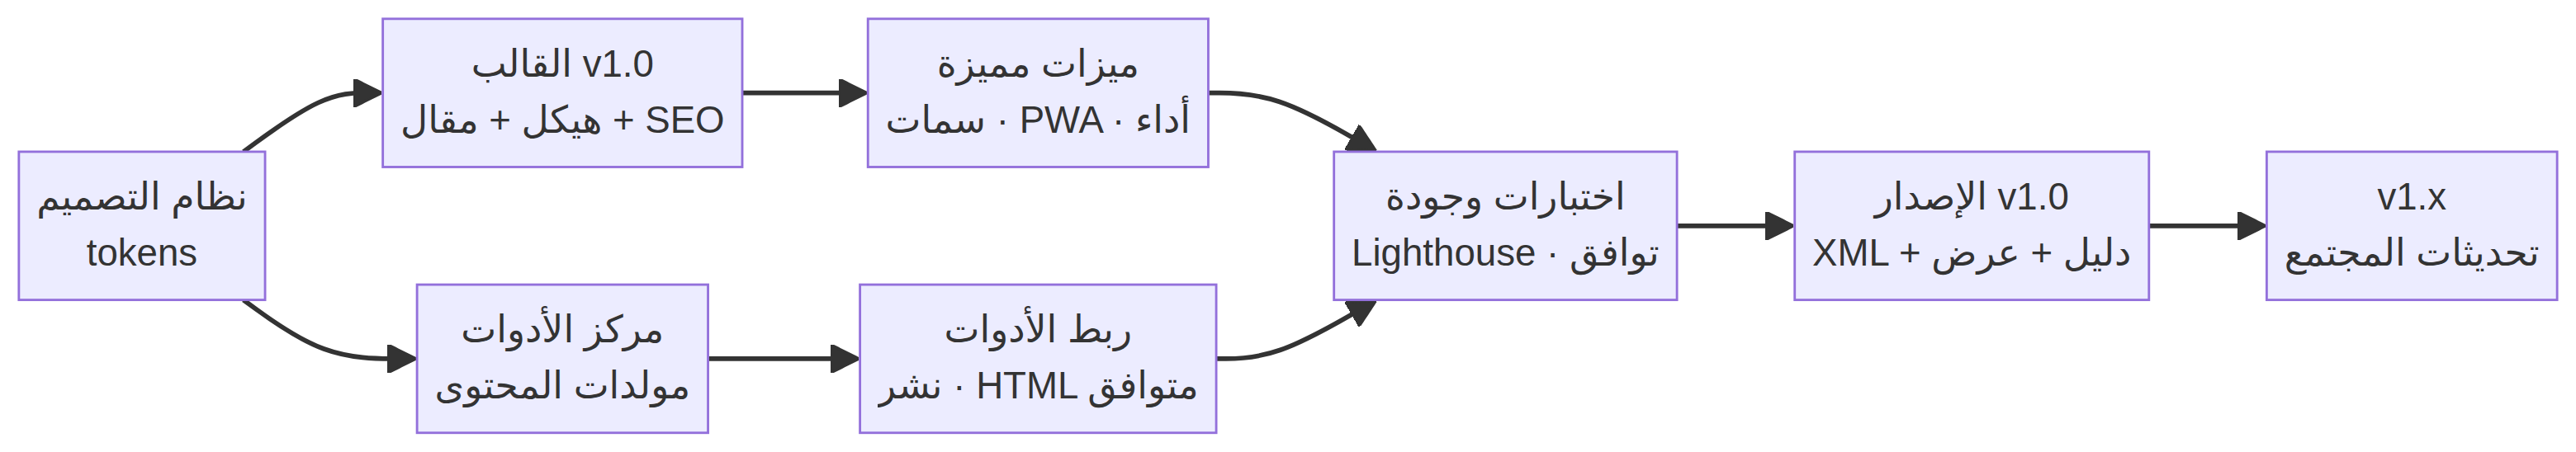 نظام التصميم
tokens
القالب v1.0
هيكل + مقال + SEO
ميزات مميزة
سمات · PWA · أداء
مركز الأدوات
مولدات المحتوى
ربط الأدوات
متوافق HTML · نشر
اختبارات وجودة
Lighthouse · توافق
الإصدار v1.0
XML + دليل + عرض
v1.x
تحديثات المجتمع